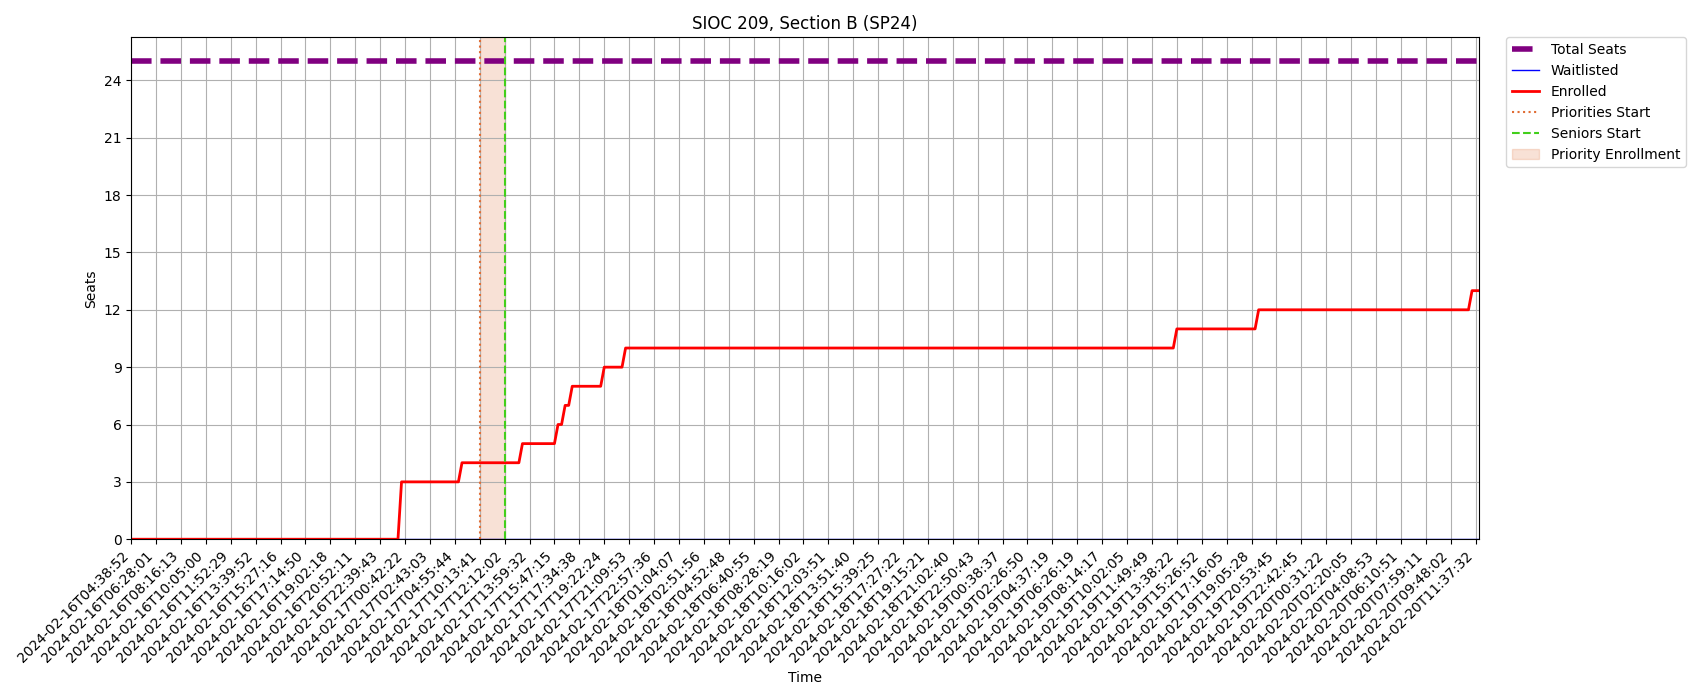 SIOC 209, Section B (SP24)
Total Seats
Waitlisted
Enrolled
Priorities Start
Seniors Start
Priority Enrollment
Seats
24
21
18
15
12
9
6
3
0
2024-02-16T04:38:52
2024-02-16T06:28:01
2024-02-16T08:16:13
2024-02-16T10:05:00
2024-02-16T11:52:29
2024-02-16T13:39:52
2024-02-16T15:27:16
2024-02-16T17:14:50
2024-02-16T19:02:18
2024-02-16T20:52:11
2024-02-16T22:39:43
2024-02-17T00:42:22
2024-02-17T02:43:03
2024-02-17T04:55:44
2024-02-17T10:13:41
2024-02-17T12:12:02
2024-02-17T13:59:32
2024-02-17T15:47:15
2024-02-17T17:34:38
2024-02-17T19:22:24
2024-02-17T21:09:53
2024-02-17T22:57:36
2024-02-18T01:04:07
2024-02-18T02:51:56
2024-02-18T04:52:48
2024-02-18T06:40:55
2024-02-18T08:28:19
2024-02-18T10:16:02
2024-02-18T12:03:51
2024-02-18T13:51:40
2024-02-18T15:39:25
2024-02-18T17:27:22
2024-02-18T19:15:21
2024-02-18T21:02:40
2024-02-18T22:50:43
2024-02-19T00:38:37
2024-02-19T02:26:50
2024-02-19T04:37:19
2024-02-19T06:26:19
2024-02-19T08:14:17
2024-02-19T10:02:05
2024-02-19T11:49:49
2024-02-19T13:38:22
2024-02-19T15:26:52
2024-02-19T17:16:05
2024-02-19T19:05:28
2024-02-19T20:53:45
2024-02-19T22:42:45
2024-02-20T00:31:22
2024-02-20T02:20:05
2024-02-20T04:08:53
2024-02-20T06:10:51
2024-02-20T07:59:11
2024-02-20T09:48:02
2024-02-20T11:37:32
Time